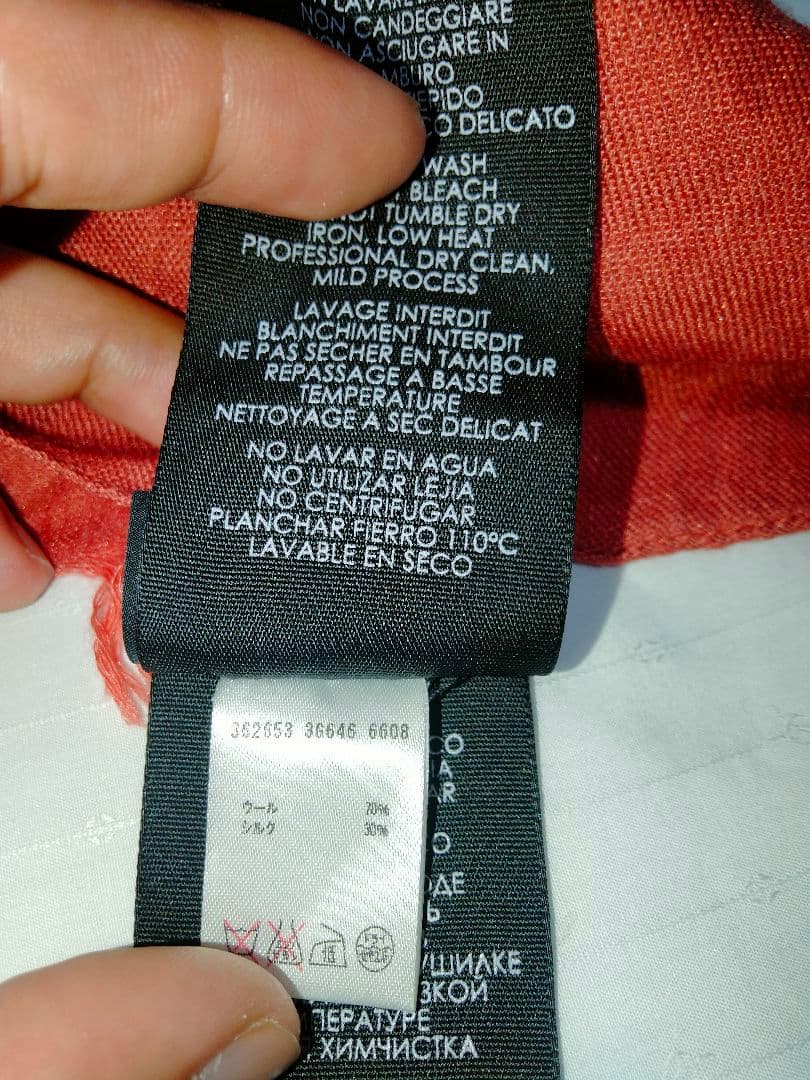 LAVARE
NON CANDEGGIARE
ASCIUGARE IN
DELICATO
WASH
BLEACH
TUMBLE DRY
IRON, LOW HEAT
PROFESSIONAL DRY CLEAN,
MILD PROCESS
LAVAGE INTERDIT
BLANCHIMENT INTERDIT
NE PAS SECHER EN TAMBOUR
REPASSAGE A BASSE
TEMPERATURE
NETTOYAGE A SEC DELICAT
NO LAVAR EN AGUA
NO UTILIZAR LEJIA
NO CENTRIFUGAR
PLANCHAR FIERRO 110°C
LAVABLE EN SECO
362653 36646 6608
ウール 70%
シルク 30%
ХИМЧИСТКА